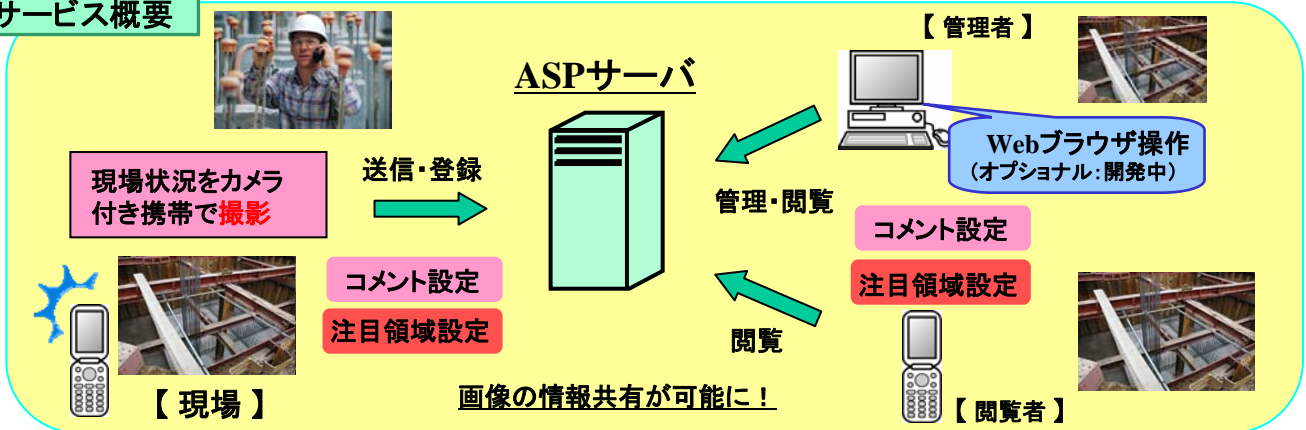 サービス概要
【 管理者 】
ASPサーバ
Webブラウザ操作
（オプショナル：開発中）
現場状況をカメラ
付き携帯で撮影
送信・登録
管理・閲覧
コメント設定
注目領域設定
コメント設定
注目領域設定
閲覧
【 現場 】
画像の情報共有が可能に！
【 閲覧者 】